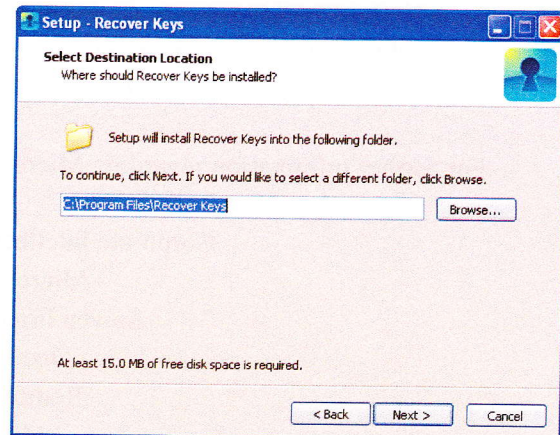 Setup - Recover Keys
Select Destination Location
Where should Recover Keys be installed?
Setup will install Recover Keys into the following folder.
To continue, click Next. If you would like to select a different folder, click Browse.
C:\Program Files\Recover Keys
Browse...
At least 15.0 MB of free disk space is required.
< Back
Next >
Cancel